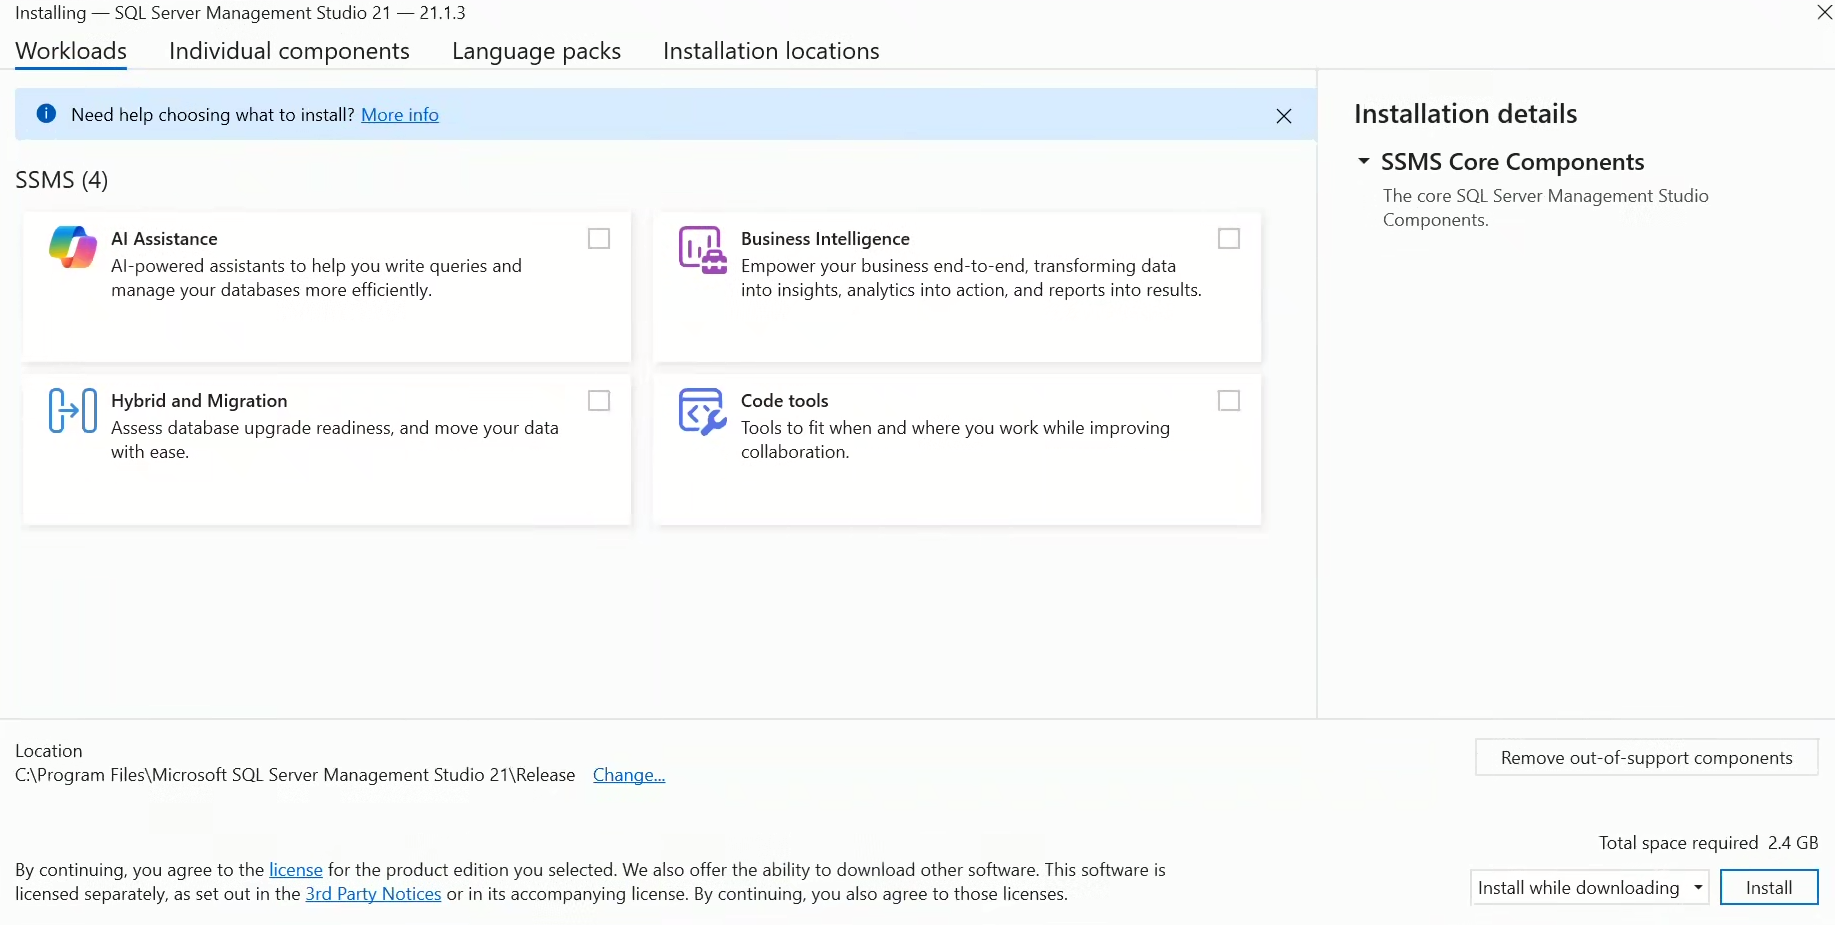 Installing — SQL Server Management Studio 21 — 21.1.3
Workloads
Individual components
Language packs
Installation locations
Need help choosing what to install? More info
SSMS (4)
AI Assistance
AI-powered assistants to help you write queries and
manage your databases more efficiently.
Business Intelligence
Empower your business end-to-end, transforming data
into insights, analytics into action, and reports into results.
Hybrid and Migration
Assess database upgrade readiness, and move your data
with ease.
Code tools
Tools to fit when and where you work while improving
collaboration.
Installation details
SSMS Core Components
The core SQL Server Management Studio
Components.
Location
C:\Program Files\Microsoft SQL Server Management Studio 21\Release Change...
Remove out-of-support components
Total space required 2.4 GB
By continuing, you agree to the license for the product edition you selected. We also offer the ability to download other software. This software is
licensed separately, as set out in the 3rd Party Notices or in its accompanying license. By continuing, you also agree to those licenses.
Install while downloading
Install